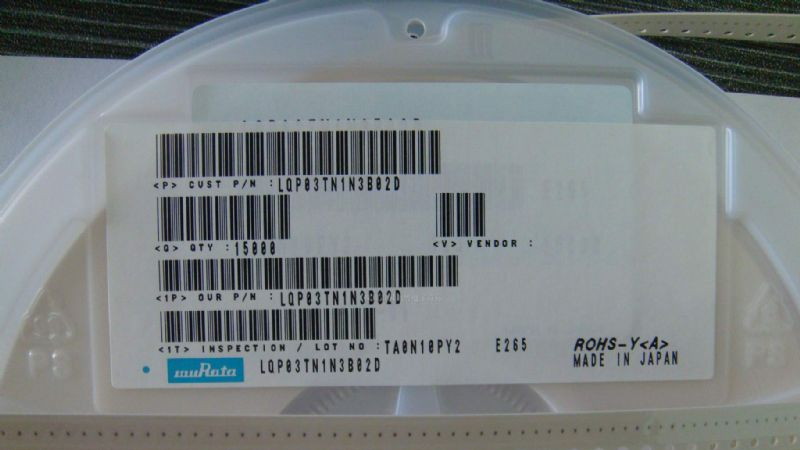 <P> CUST P/N :LQP03TN1N3B02D
<Q> QTY :15000
<V> VENDOR :
<1P> OUR P/N :LQP03TN1N3B02D
<1T> INSPECTION / LOT NO :TA0N10PY2 E265 ROHS-Y<A>
muRata LQP03TN1N3B02D MADE IN JAPAN